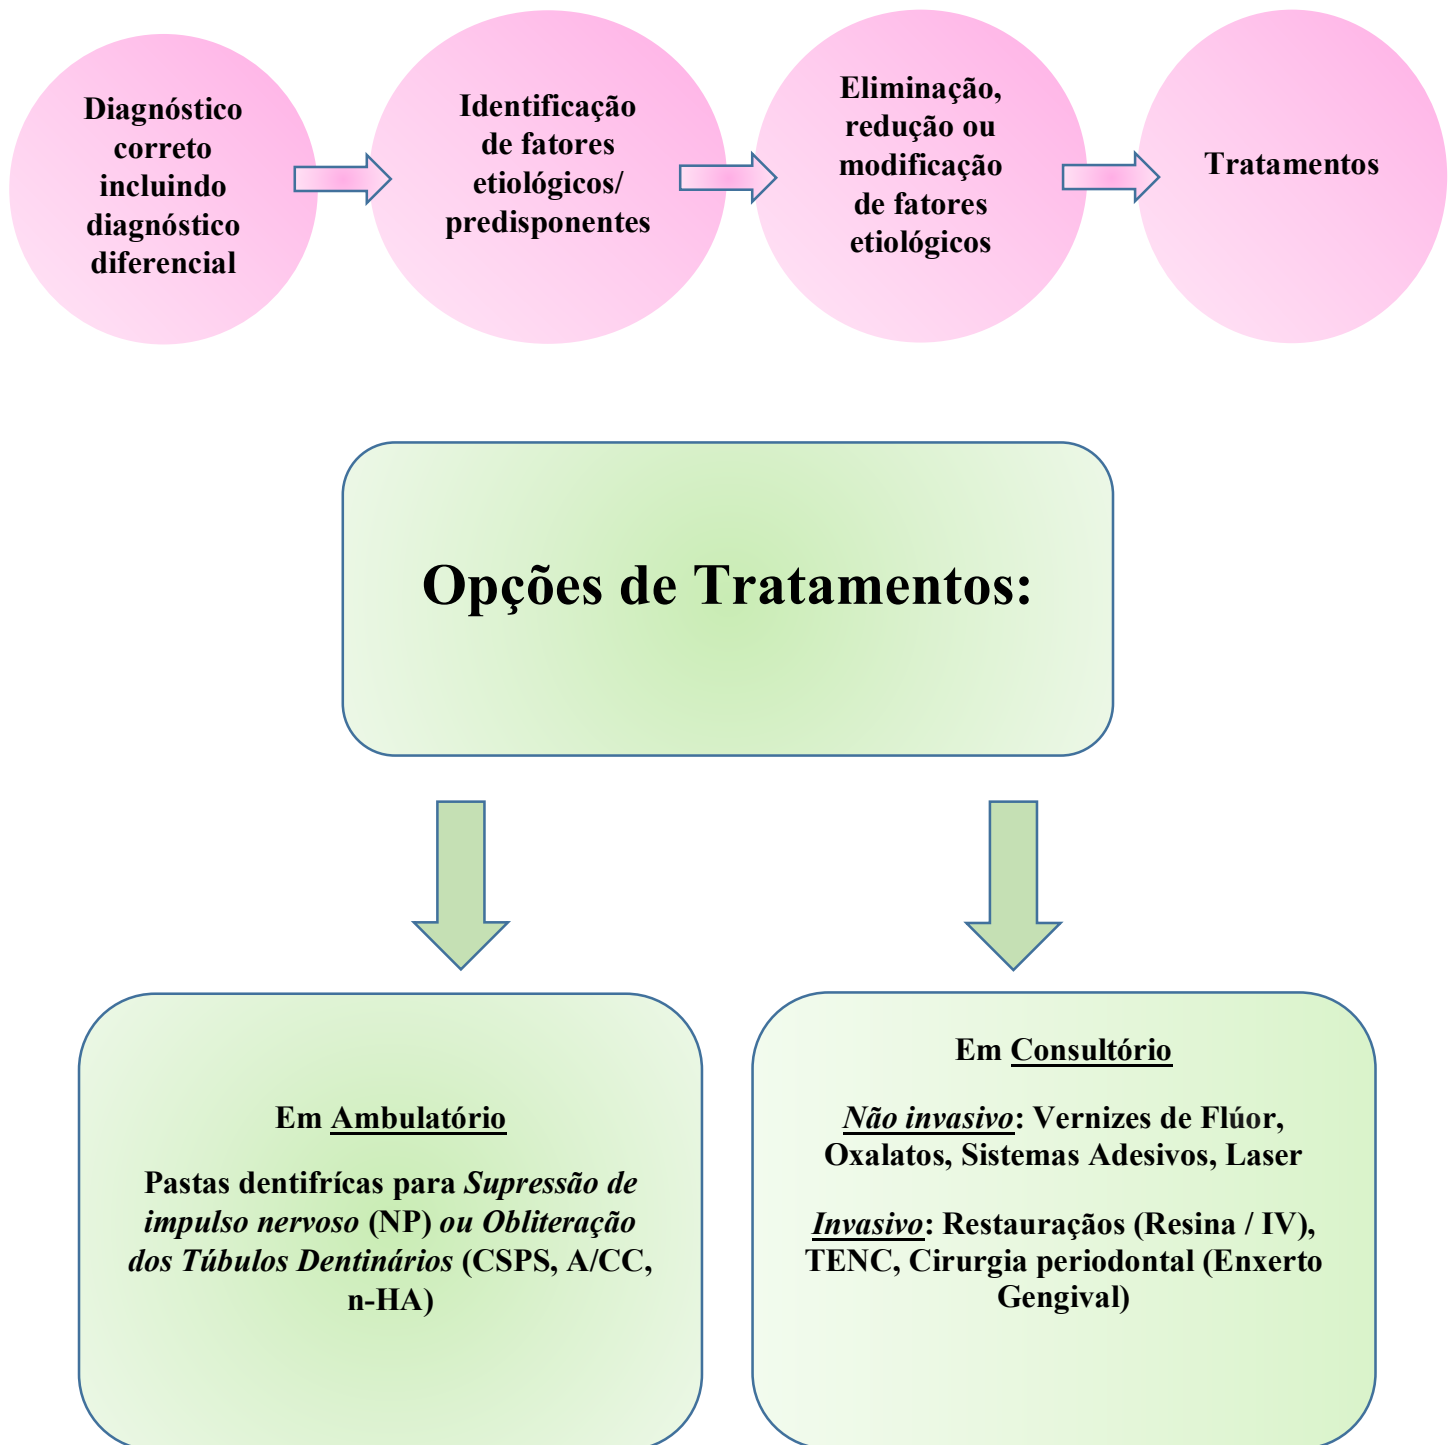 Diagnóstico
correto
incluindo
diagnóstico
diferencial
Identificação
de fatores
etiológicos/
predisponentes
Eliminação,
redução ou
modificação
de fatores
etiológicos
Tratamentos
Opções de Tratamentos:
Em Ambulatório
Pastas dentifrícas para Supressão de
impulso nervoso (NP) ou Obliteração
dos Túbulos Dentinários (CSPS, A/CC,
n-HA)
Em Consultório
Não invasivo: Vernizes de Flúor,
Oxalatos, Sistemas Adesivos, Laser
Invasivo: Restauraçãos (Resina / IV),
TENC, Cirurgia periodontal (Enxerto
Gengival)